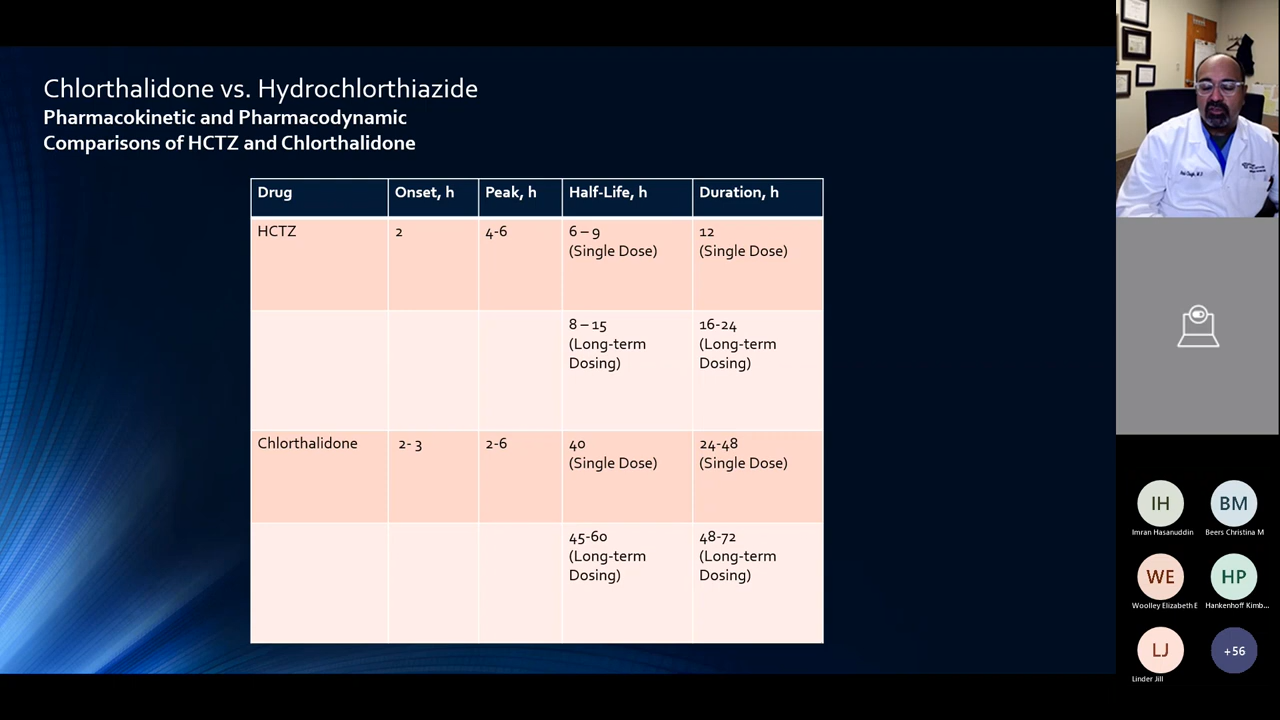 Chlorthalidone vs. Hydrochlorthiazide
Pharmacokinetic and Pharmacodynamic
Comparisons of HCTZ and Chlorthalidone
Drug Onset, h Peak, h Half-Life, h Duration, h
HCTZ 2 4-6 6 – 9 12
(Single Dose) (Single Dose)
8 – 15 16-24
(Long-term (Long-term
Dosing) Dosing)
Chlorthalidone 2- 3 2-6 40 24-48
(Single Dose) (Single Dose)
45-60 48-72
(Long-term (Long-term
Dosing) Dosing)
IH BM
Imran Hasanuddin Beers Christina M
WE HP
Woolley Elizabeth E Hankenhoff Kimb...
LJ +56
Linder Jill